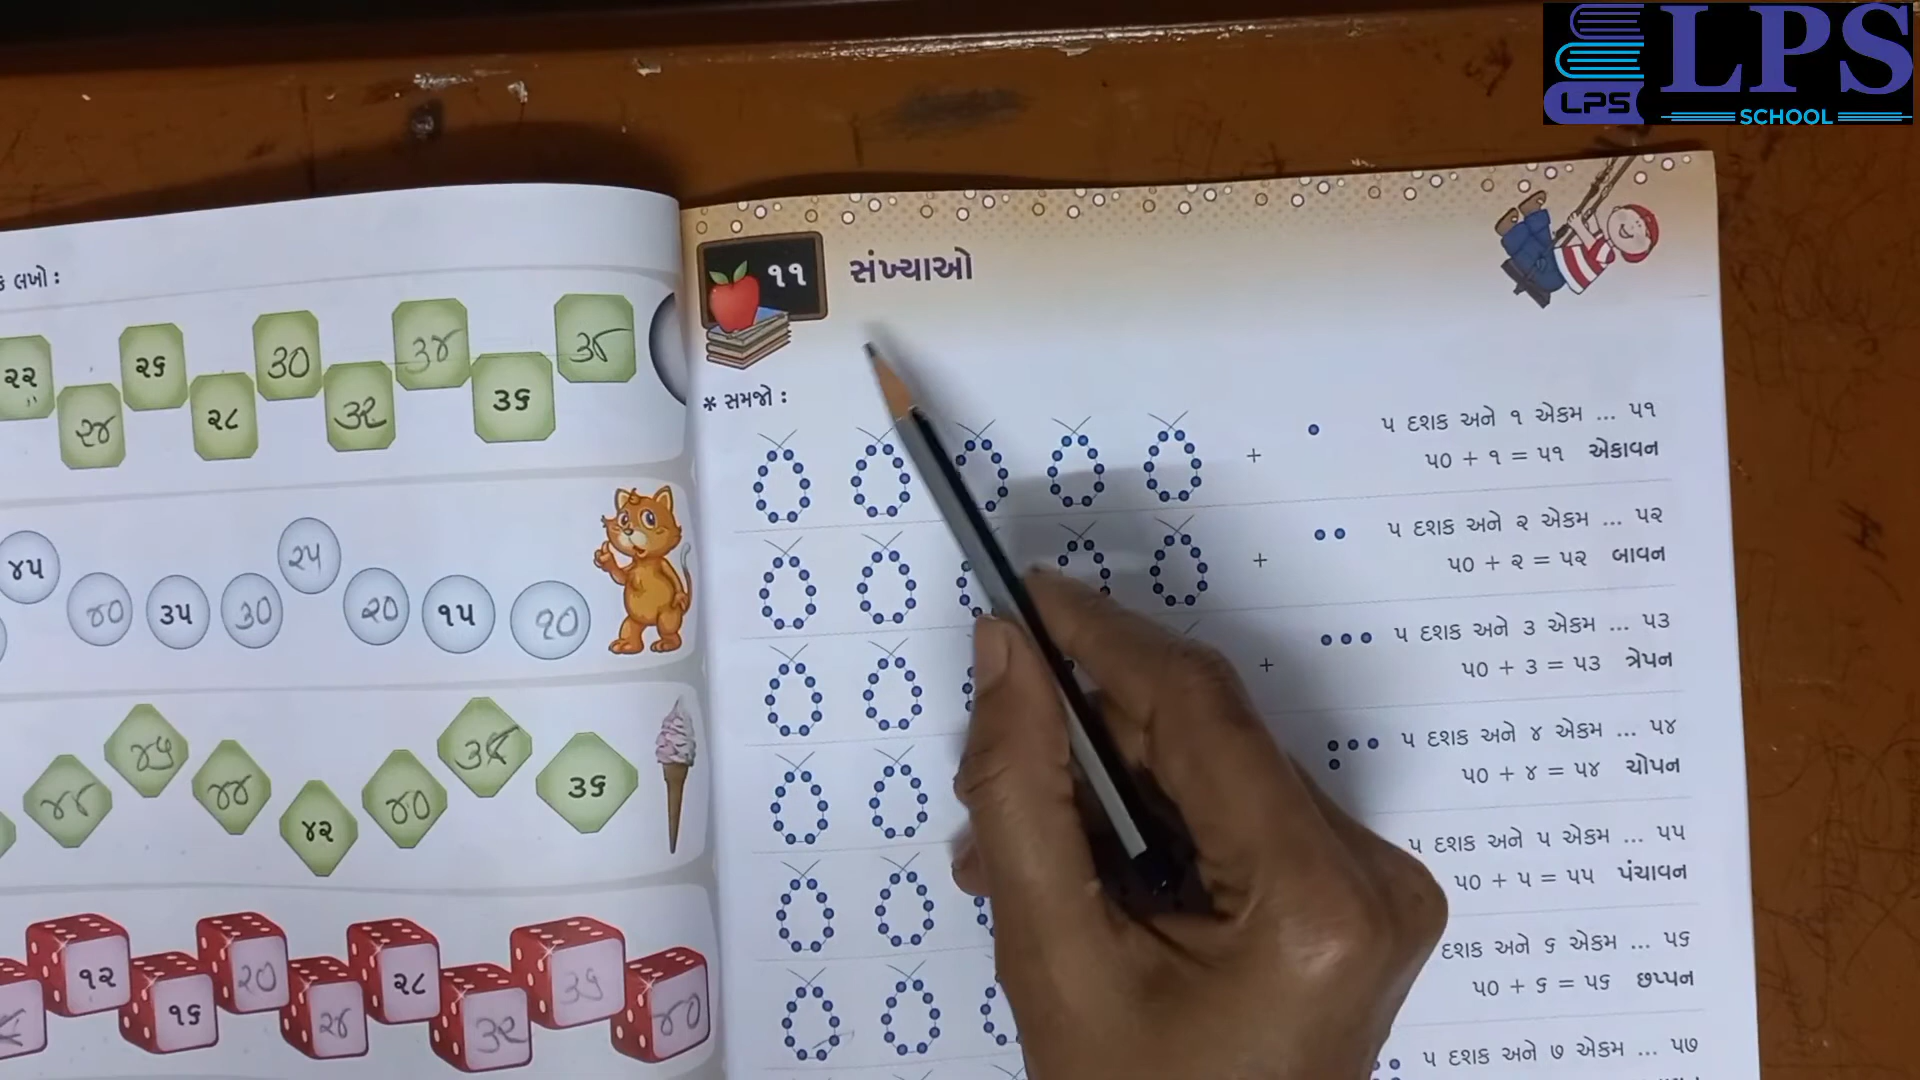 LPS
LPS
SCHOOL
લખો :
૨૨
૨૪
૨૬
૨૮
૩૦
૩૨
૩૪
૩૬
૩૮
૪૫
૪૦
૩૫
૩૦
૨૫
૨૦
૧૫
૧૦
૪૪
૪૨
૪૦
૩૬
૧૨
૧૬
૨૦
૨૪
૨૮
૩૨
૩૬
૪૦
૧૧
સંખ્યાઓ
* સમજો :
+ ૫ દશક અને ૧ એકમ ... ૫૧
૫૦ + ૧ = ૫૧ એકાવન
+ ૫ દશક અને ૨ એકમ ... ૫૨
૫૦ + ૨ = ૫૨ બાવન
+ ૫ દશક અને ૩ એકમ ... ૫૩
૫૦ + ૩ = ૫૩ ત્રેપન
૫ દશક અને ૪ એકમ ... ૫૪
૫૦ + ૪ = ૫૪ ચોપન
૫ દશક અને ૫ એકમ ... ૫૫
૫૦ + ૫ = ૫૫ પંચાવન
દશક અને ૬ એકમ ... ૫૬
૫૦ + ૬ = ૫૬ છપ્પન
૫ દશક અને ૭ એકમ ... ૫૭